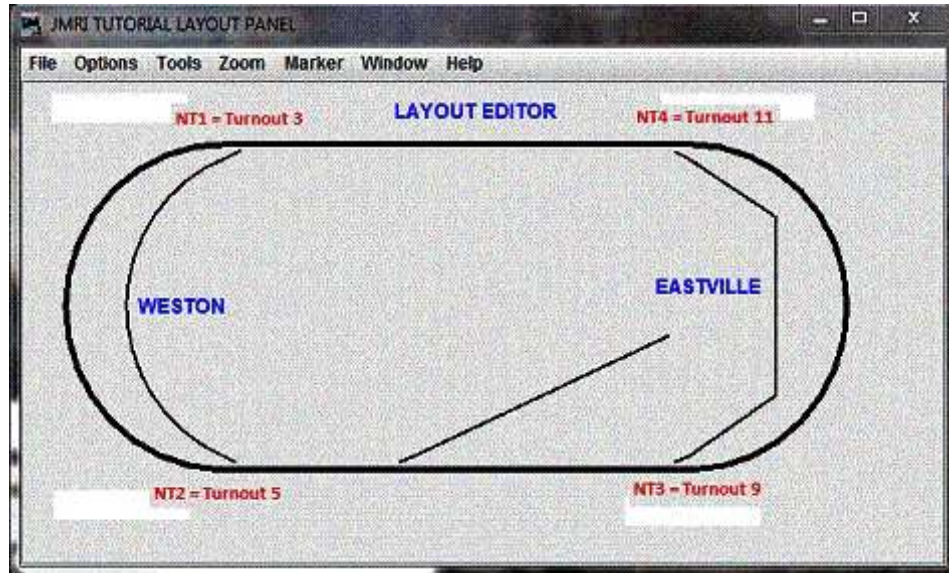 JMRI TUTORIAL LAYOUT PANEL
File Options Tools Zoom Marker Window Help
LAYOUT EDITOR
NT1 = Turnout 3
NT4 = Turnout 11
EASTVILLE
WESTON
NT2 = Turnout 5
NT3 = Turnout 9